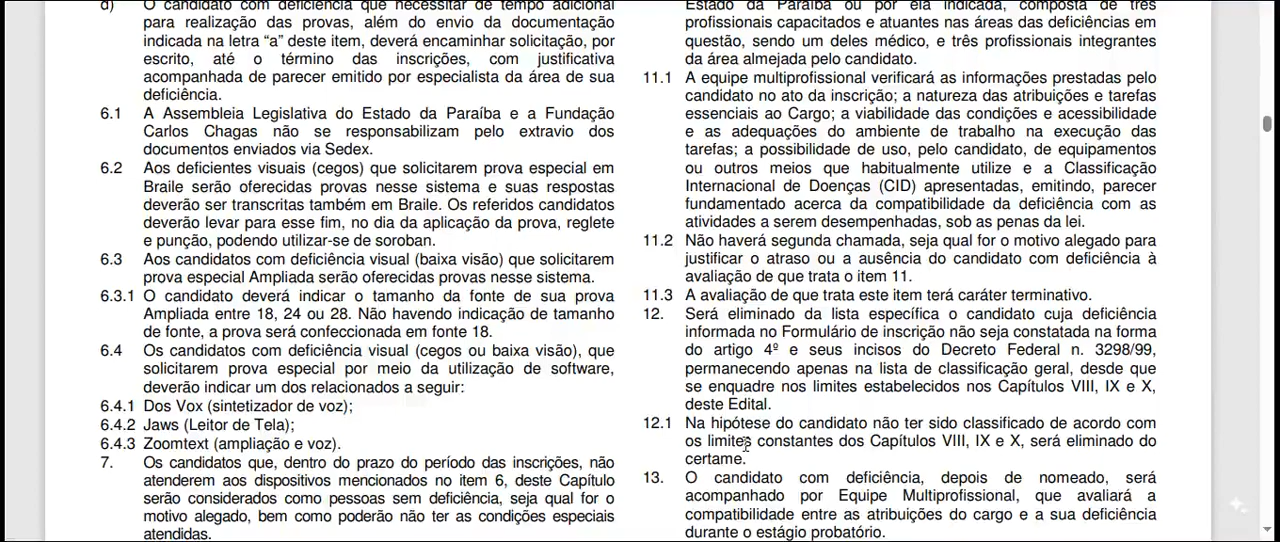 d) O candidato com deficiência que necessitar de tempo adicional
para realização das provas, além do envio da documentação
indicada na letra “a” deste item, deverá encaminhar solicitação, por
escrito, até o término das inscrições, com justificativa
acompanhada de parecer emitido por especialista da área de sua
deficiência.
6.1 A Assembleia Legislativa do Estado da Paraíba e a Fundação
Carlos Chagas não se responsabilizam pelo extravio dos
documentos enviados via Sedex.
6.2 Aos deficientes visuais (cegos) que solicitarem prova especial em
Braile serão oferecidas provas nesse sistema e suas respostas
deverão ser transcritas também em Braile. Os referidos candidatos
deverão levar para esse fim, no dia da aplicação da prova, reglete
e punção, podendo utilizar-se de soroban.
6.3 Aos candidatos com deficiência visual (baixa visão) que solicitarem
prova especial Ampliada serão oferecidas provas nesse sistema.
6.3.1 O candidato deverá indicar o tamanho da fonte de sua prova
Ampliada entre 18, 24 ou 28. Não havendo indicação de tamanho
de fonte, a prova será confeccionada em fonte 18.
6.4 Os candidatos com deficiência visual (cegos ou baixa visão), que
solicitarem prova especial por meio da utilização de software,
deverão indicar um dos relacionados a seguir:
6.4.1 Dos Vox (sintetizador de voz);
6.4.2 Jaws (Leitor de Tela);
6.4.3 Zoomtext (ampliação e voz).
7. Os candidatos que, dentro do prazo do período das inscrições, não
atenderem aos dispositivos mencionados no item 6, deste Capítulo
serão considerados como pessoas sem deficiência, seja qual for o
motivo alegado, bem como poderão não ter as condições especiais
atendidas.
Estado da Paraíba ou por ela indicada, composta de três
profissionais capacitados e atuantes nas áreas das deficiências em
questão, sendo um deles médico, e três profissionais integrantes
da área almejada pelo candidato.
11.1 A equipe multiprofissional verificará as informações prestadas pelo
candidato no ato da inscrição; a natureza das atribuições e tarefas
essenciais ao Cargo; a viabilidade das condições e acessibilidade
e as adequações do ambiente de trabalho na execução das
tarefas; a possibilidade de uso, pelo candidato, de equipamentos
ou outros meios que habitualmente utilize e a Classificação
Internacional de Doenças (CID) apresentadas, emitindo, parecer
fundamentado acerca da compatibilidade da deficiência com as
atividades a serem desempenhadas, sob as penas da lei.
11.2 Não haverá segunda chamada, seja qual for o motivo alegado para
justificar o atraso ou a ausência do candidato com deficiência à
avaliação de que trata o item 11.
11.3 A avaliação de que trata este item terá caráter terminativo.
12. Será eliminado da lista específica o candidato cuja deficiência
informada no Formulário de inscrição não seja constatada na forma
do artigo 4º e seus incisos do Decreto Federal n. 3298/99,
permanecendo apenas na lista de classificação geral, desde que
se enquadre nos limites estabelecidos nos Capítulos VIII, IX e X,
deste Edital.
12.1 Na hipótese do candidato não ter sido classificado de acordo com
os limites constantes dos Capítulos VIII, IX e X, será eliminado do
certame.
13. O candidato com deficiência, depois de nomeado, será
acompanhado por Equipe Multiprofissional, que avaliará a
compatibilidade entre as atribuições do cargo e a sua deficiência
durante o estágio probatório.